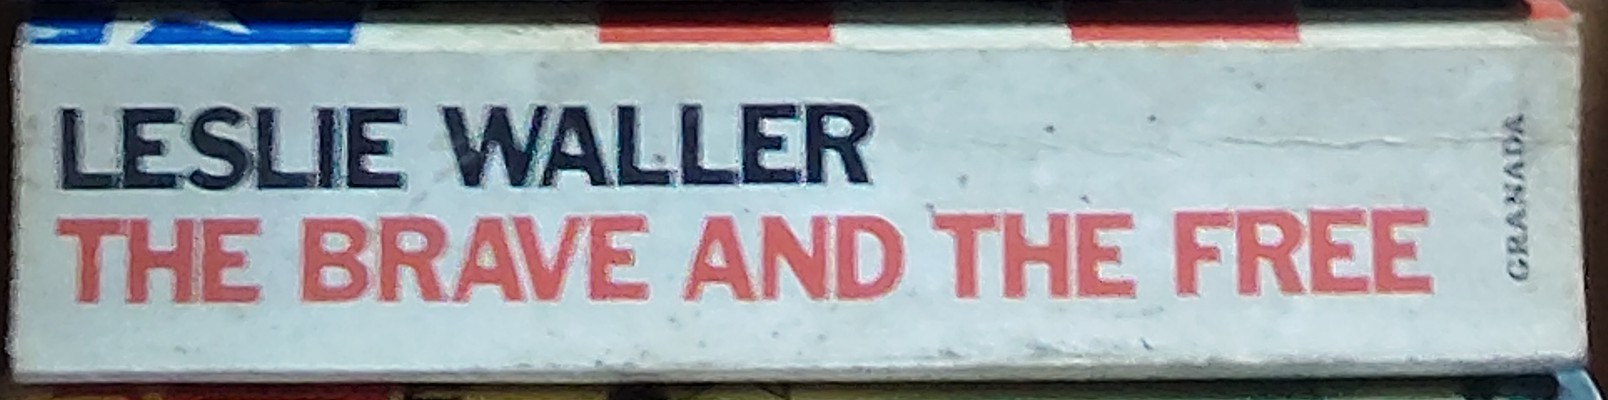 LESLIE WALLER
THE BRAVE AND THE FREE
GRANADA